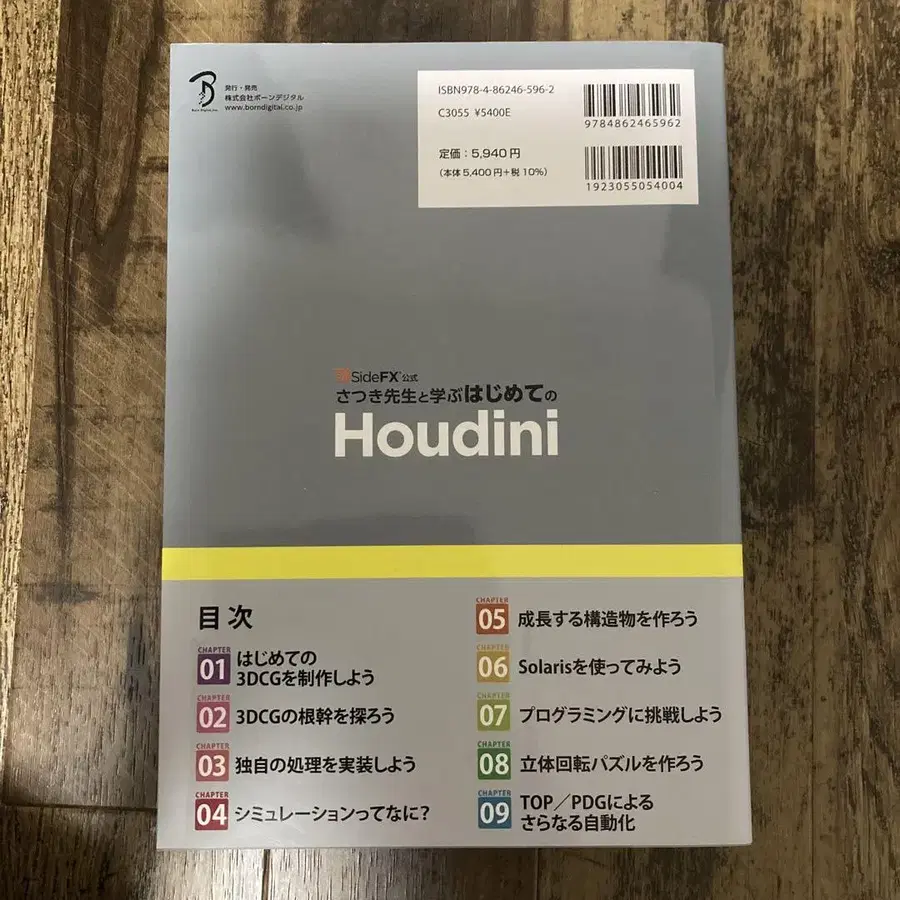 B
Born Digital, Inc.
発行・発売
株式会社ボーンデジタル
www.borndigital.co.jp
ISBN978-4-86246-596-2
C3055 ¥5400E
定価：5,940円
（本体 5,400円＋税 10%）
9784862465962
1923055054004
SideFX 公式
さつき先生と学ぶはじめての
Houdini
目次
CHAPTER
01 はじめての
3DCGを制作しよう
CHAPTER
02 3DCGの根幹を探ろう
CHAPTER
03 独自の処理を実装しよう
CHAPTER
04 シミュレーションってなに？
CHAPTER
05 成長する構造物を作ろう
CHAPTER
06 Solarisを使ってみよう
CHAPTER
07 プログラミングに挑戦しよう
CHAPTER
08 立体回転パズルを作ろう
CHAPTER
09 TOP／PDGによる
さらなる自動化